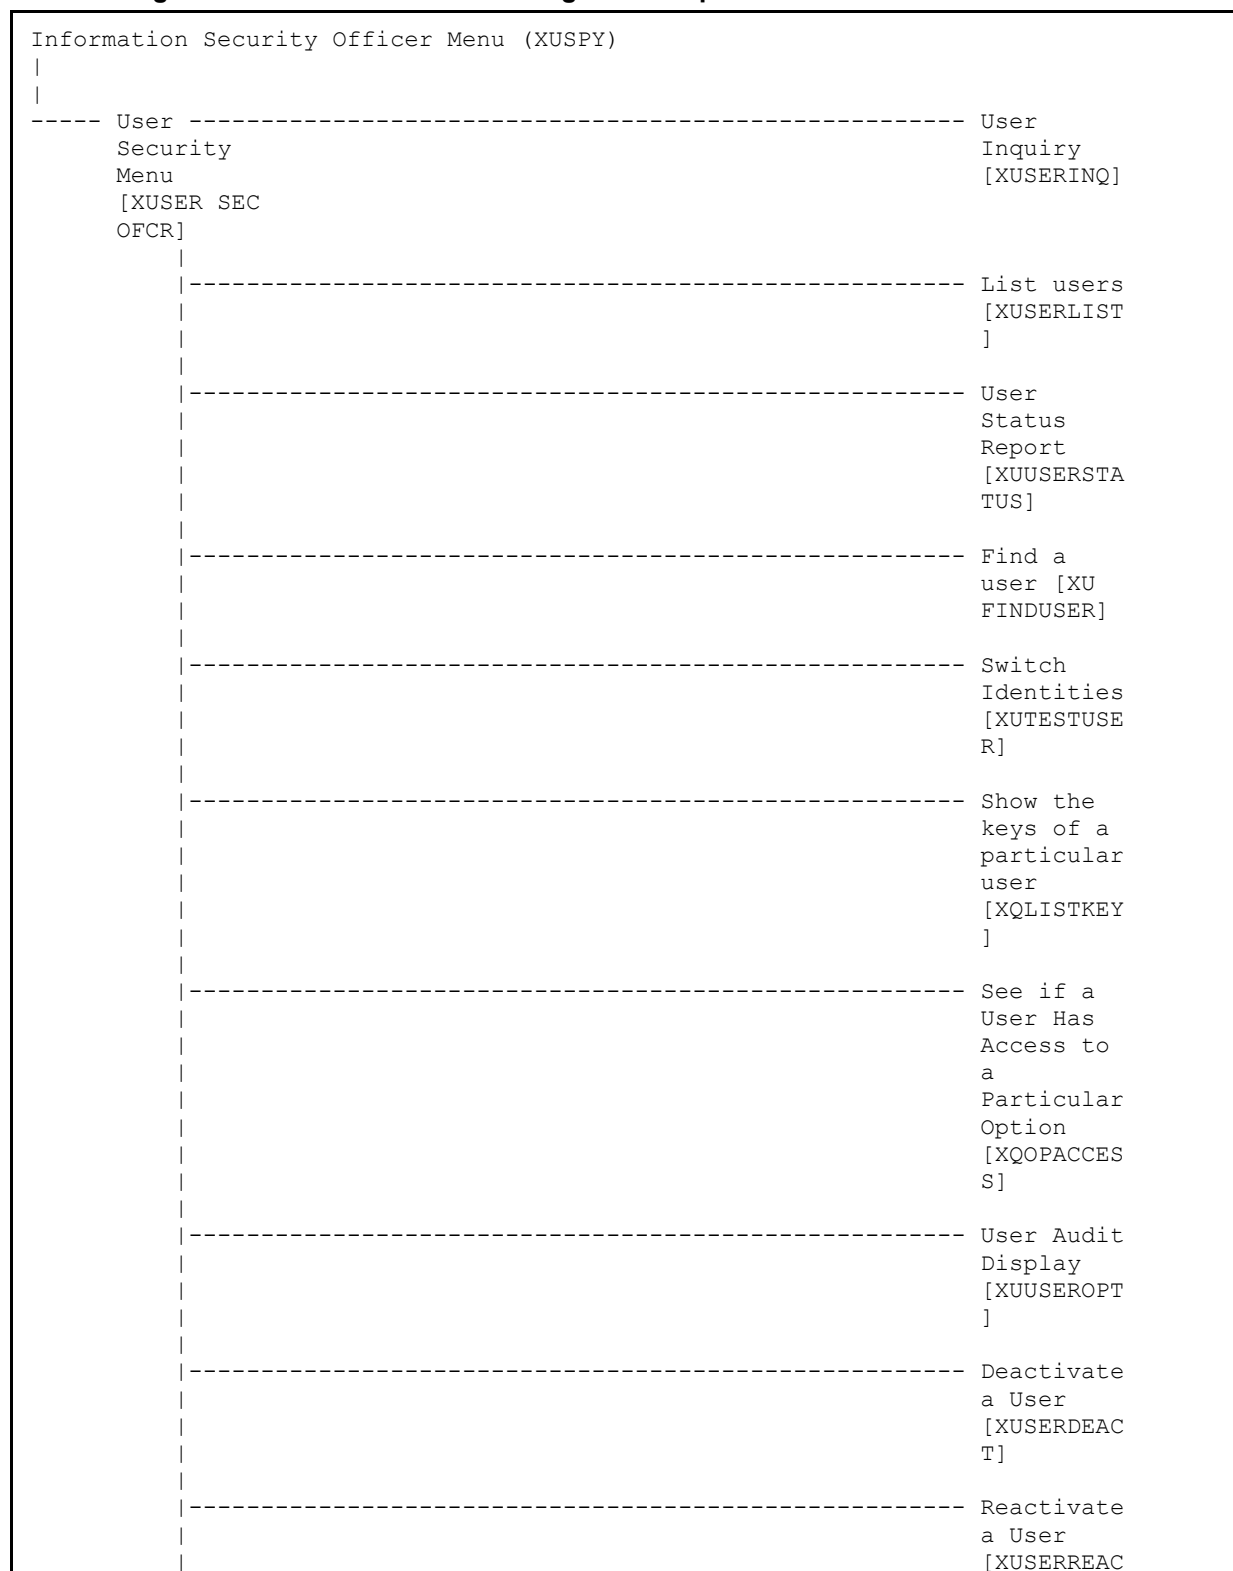 Information Security Officer Menu (XUSPY)
|
|
----- User ------------------------------------------------------ User
Security Inquiry
Menu [XUSERINQ]
[XUSER SEC
OFCR]
|
|------------------------------------------------------ List users
| [XUSERLIST
| ]
|
|------------------------------------------------------ User
| Status
| Report
| [XUUSERSTA
| TUS]
|
|------------------------------------------------------ Find a
| user [XU
| FINDUSER]
|
|------------------------------------------------------ Switch
| Identities
| [XUTESTUSE
| R]
|
|------------------------------------------------------ Show the
| keys of a
| particular
| user
| [XQLISTKEY
| ]
|
|------------------------------------------------------ See if a
| User Has
| Access to
| a
| Particular
| Option
| [XQOPACCES
| S]
|
|------------------------------------------------------ User Audit
| Display
| [XUUSEROPT
| ]
|
|------------------------------------------------------ Deactivate
| a User
| [XUSERDEAC
| T]
|
|------------------------------------------------------ Reactivate
| a User
| [XUSERREAC